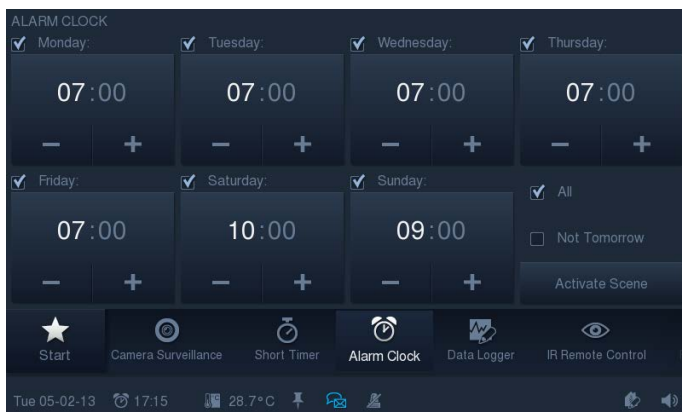 ALARM CLOCK
Monday: Tuesday: Wednesday: Thursday:
07:00 07:00 07:00 07:00
− + − + − + − +
Friday: Saturday: Sunday:
All
07:00 10:00 09:00
Not Tomorrow
− + − + − +
Activate Scene
Start Camera Surveillance Short Timer Alarm Clock Data Logger IR Remote Control
Tue 05-02-13 17:15 28.7°C